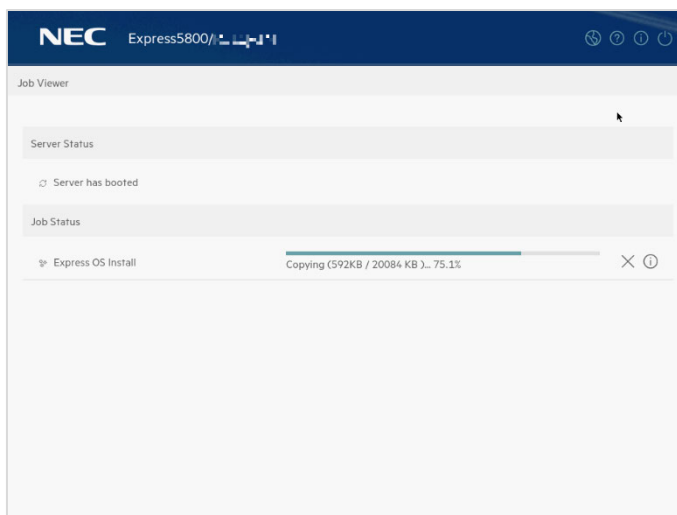 NEC Express5800/
Job Viewer
Server Status
Server has booted
Job Status
Express OS Install
Copying (592KB / 20084 KB )... 75.1%